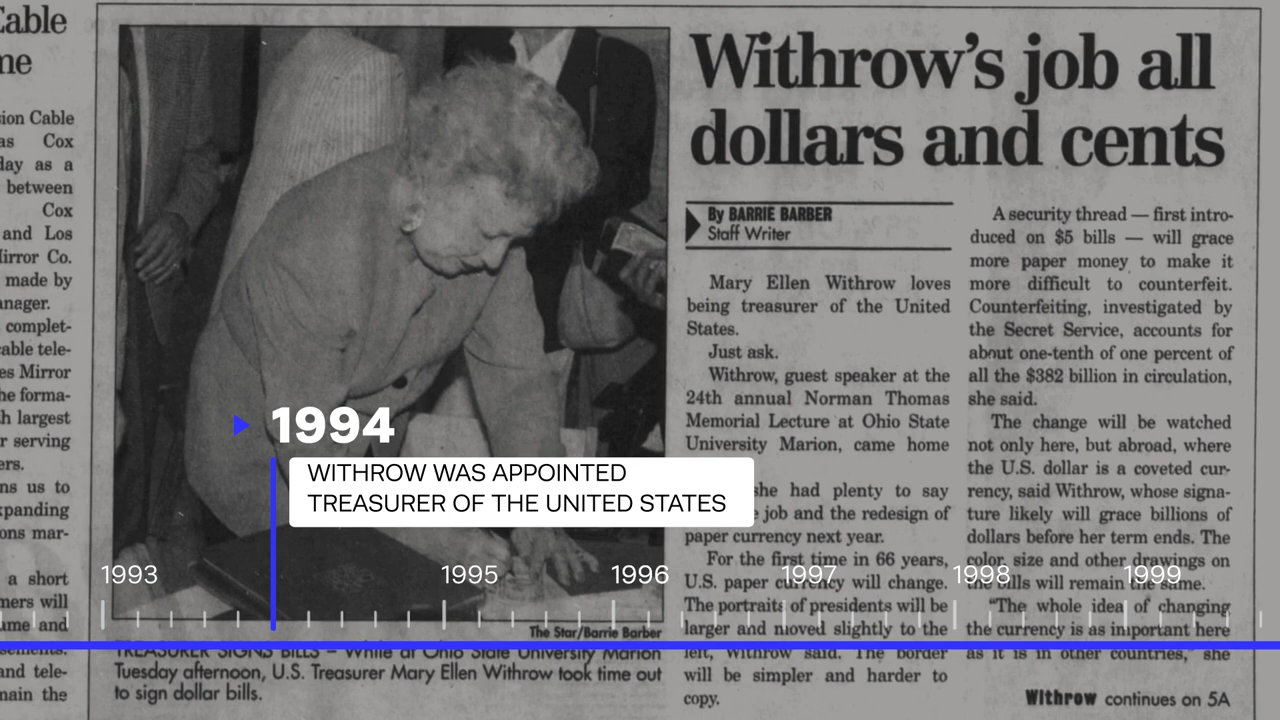 Cable
me
sion Cable
as Cox
day as a
between
Cox
and Los
Mirror Co.
made by
anager.
complet-
cable tele-
es Mirror
he forma-
th largest
r serving
ers.
ns us to
xpanding
ons mar-
a short
mers will
ame and
sements.
and tele-
main the
Withrow's job all
dollars and cents
By BARRIE BARBER
Staff Writer
Mary Ellen Withrow loves
being treasurer of the United
States.
Just ask.
Withrow, guest speaker at the
24th annual Norman Thomas
Memorial Lecture at Ohio State
University Marion, came home
she had plenty to say
job and the redesign of
paper currency next year.
For the first time in 66 years,
U.S. paper currency will change.
The portraits of presidents will be
larger and moved slightly to the
left, Withrow said. The border
will be simpler and harder to
copy.
A security thread — first intro-
duced on $5 bills — will grace
more paper money to make it
more difficult to counterfeit.
Counterfeiting, investigated by
the Secret Service, accounts for
about one-tenth of one percent of
all the $382 billion in circulation,
she said.
The change will be watched
not only here, but abroad, where
the U.S. dollar is a coveted cur-
rency, said Withrow, whose signa-
ture likely will grace billions of
dollars before her term ends. The
color, size and other drawings on
the bills will remain the same.
"The whole idea of changing
the currency is as important here
as it is in other countries," she
Withrow continues on 5A
The Star/Barrie Barber
TREASURER SIGNS BILLS – While at Ohio State University Marion
Tuesday afternoon, U.S. Treasurer Mary Ellen Withrow took time out
to sign dollar bills.
1994
WITHROW WAS APPOINTED
TREASURER OF THE UNITED STATES
1993 1995 1996 1997 1998 1999